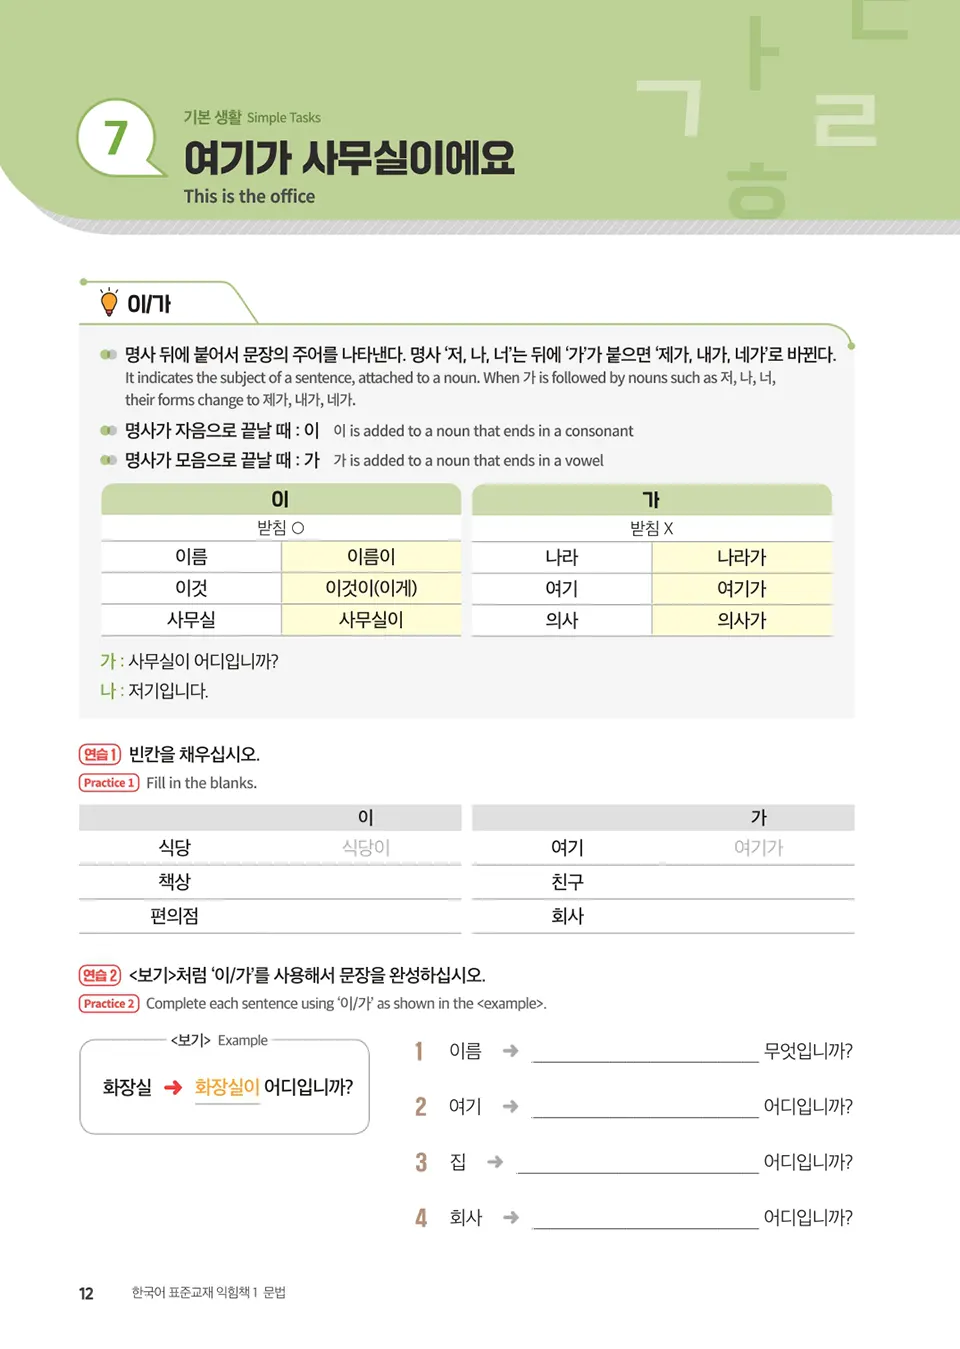 ㄱ ㅏ ㄷ ㄹ ㅎ
7
기본 생활 Simple Tasks
여기가 사무실이에요
This is the office
이/가
명사 뒤에 붙어서 문장의 주어를 나타낸다. 명사 ‘저, 나, 너’는 뒤에 ‘가’가 붙으면 ‘제가, 내가, 네가’로 바뀐다.
It indicates the subject of a sentence, attached to a noun. When 가 is followed by nouns such as 저, 나, 너,
their forms change to 제가, 내가, 네가.
명사가 자음으로 끝날 때 : 이 이 is added to a noun that ends in a consonant
명사가 모음으로 끝날 때 : 가 가 is added to a noun that ends in a vowel
이 가
받침 O 받침 X
이름 이름이 나라 나라가
이것 이것이(이게) 여기 여기가
사무실 사무실이 의사 의사가
가 : 사무실이 어디입니까?
나 : 저기입니다.
연습 1 빈칸을 채우십시오.
Practice 1 Fill in the blanks.
이 가
식당 식당이 여기 여기가
책상 친구
편의점 회사
연습 2 <보기>처럼 ‘이/가’를 사용해서 문장을 완성하십시오.
Practice 2 Complete each sentence using ‘이/가’ as shown in the <example>.
<보기> Example
화장실 ➔ 화장실이 어디입니까?
1 이름 ➔ 무엇입니까?
2 여기 ➔ 어디입니까?
3 집 ➔ 어디입니까?
4 회사 ➔ 어디입니까?
12 한국어 표준교재 익힘책 1 문법